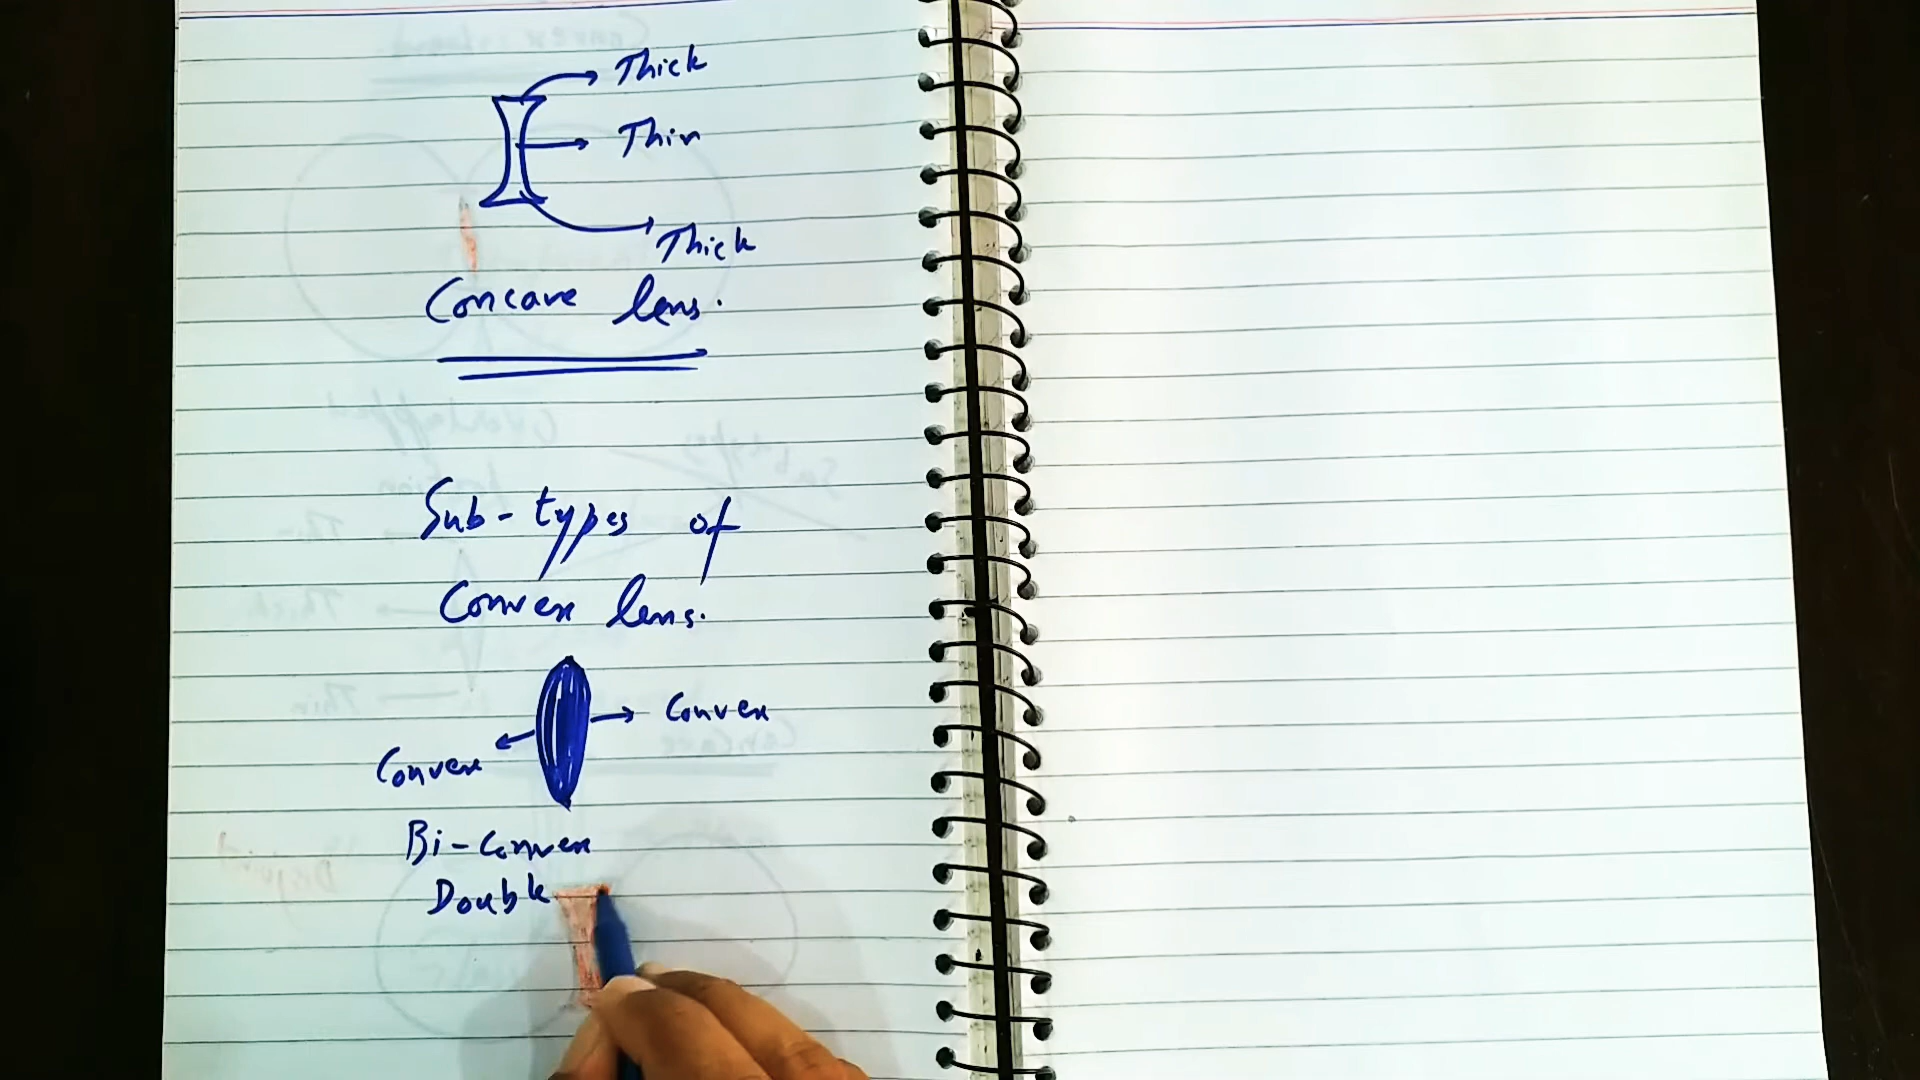 Thick
Thin
Thick
Concave lens.
Sub-types of
Convex lens.
Convex
Convex
Bi-Convex
Double